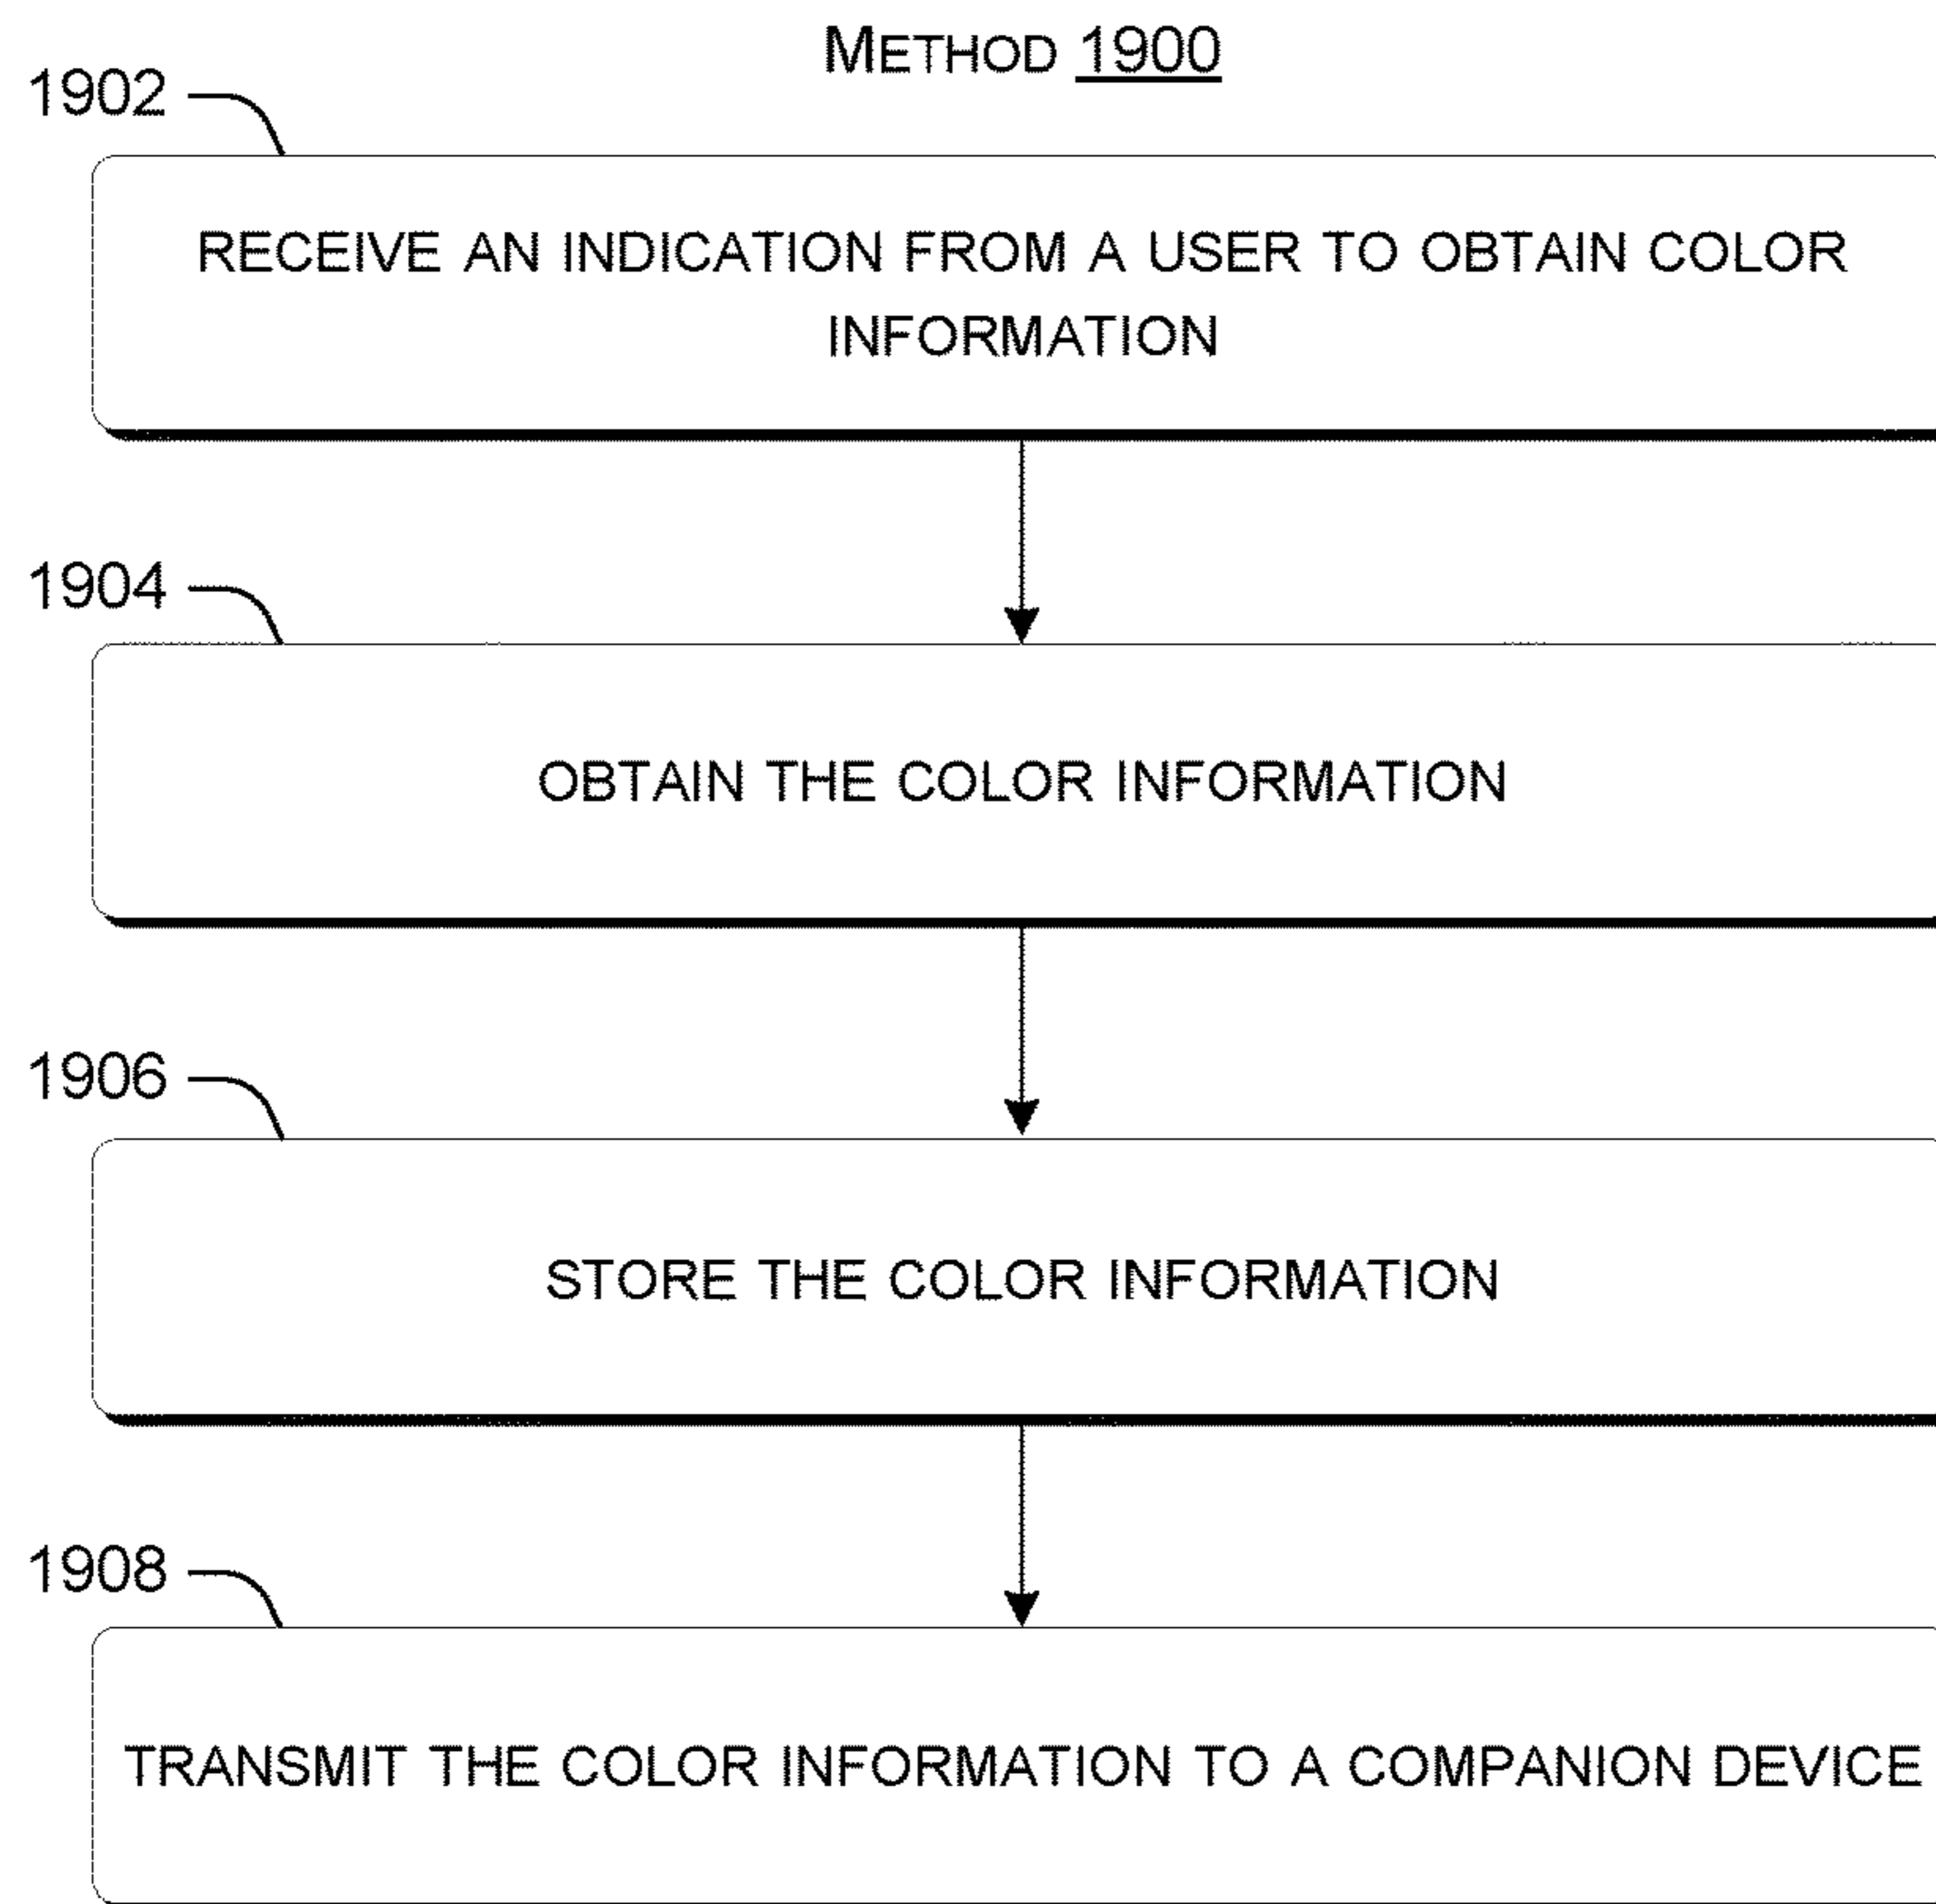 METHOD 1900
1902
RECEIVE AN INDICATION FROM A USER TO OBTAIN COLOR
INFORMATION
1904
OBTAIN THE COLOR INFORMATION
1906
STORE THE COLOR INFORMATION
1908
TRANSMIT THE COLOR INFORMATION TO A COMPANION DEVICE